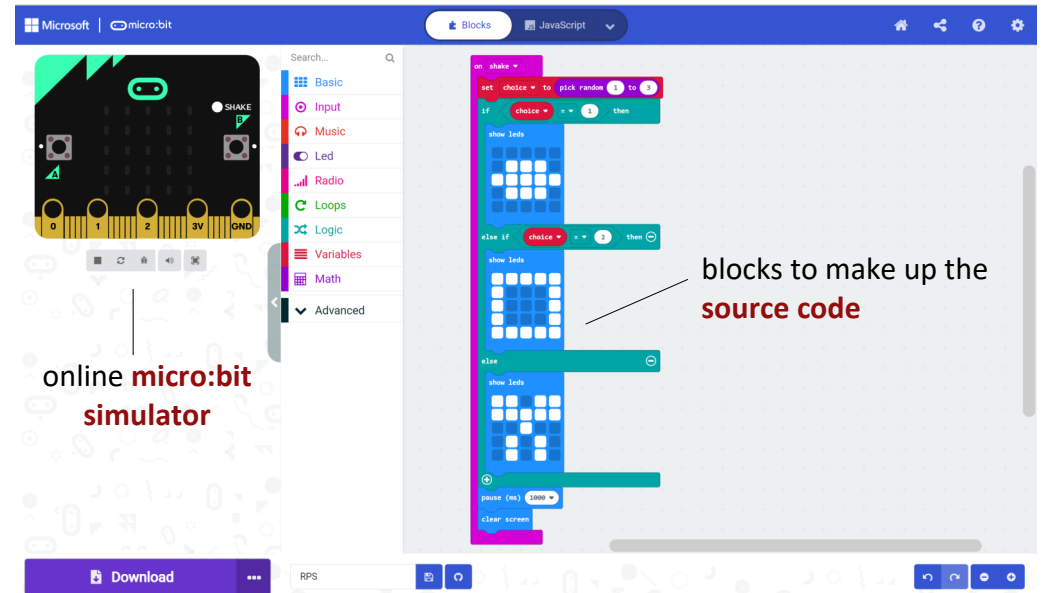 Microsoft micro:bit
Blocks
JavaScript
SHAKE
B
A
0 1 2 3V GND
Search...
Basic
Input
Music
Led
Radio
Loops
Logic
Variables
Math
Advanced
on shake
set choice to pick random 1 to 3
if choice = 1 then
show leds
else if choice = 2 then
show leds
else
show leds
pause (ms) 1000
clear screen
online micro:bit
simulator
blocks to make up the
source code
Download
RPS